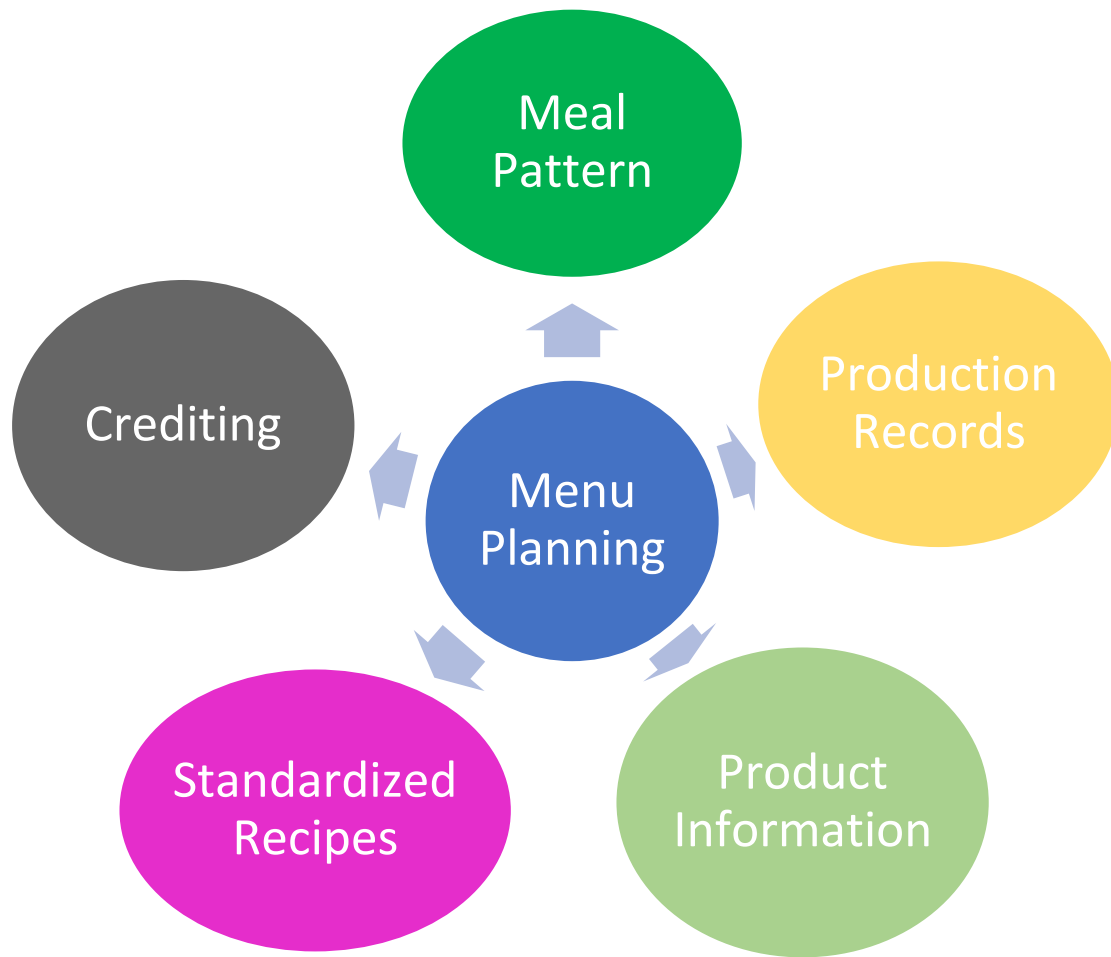 Meal
Pattern
Production
Records
Crediting
Menu
Planning
Product
Information
Standardized
Recipes